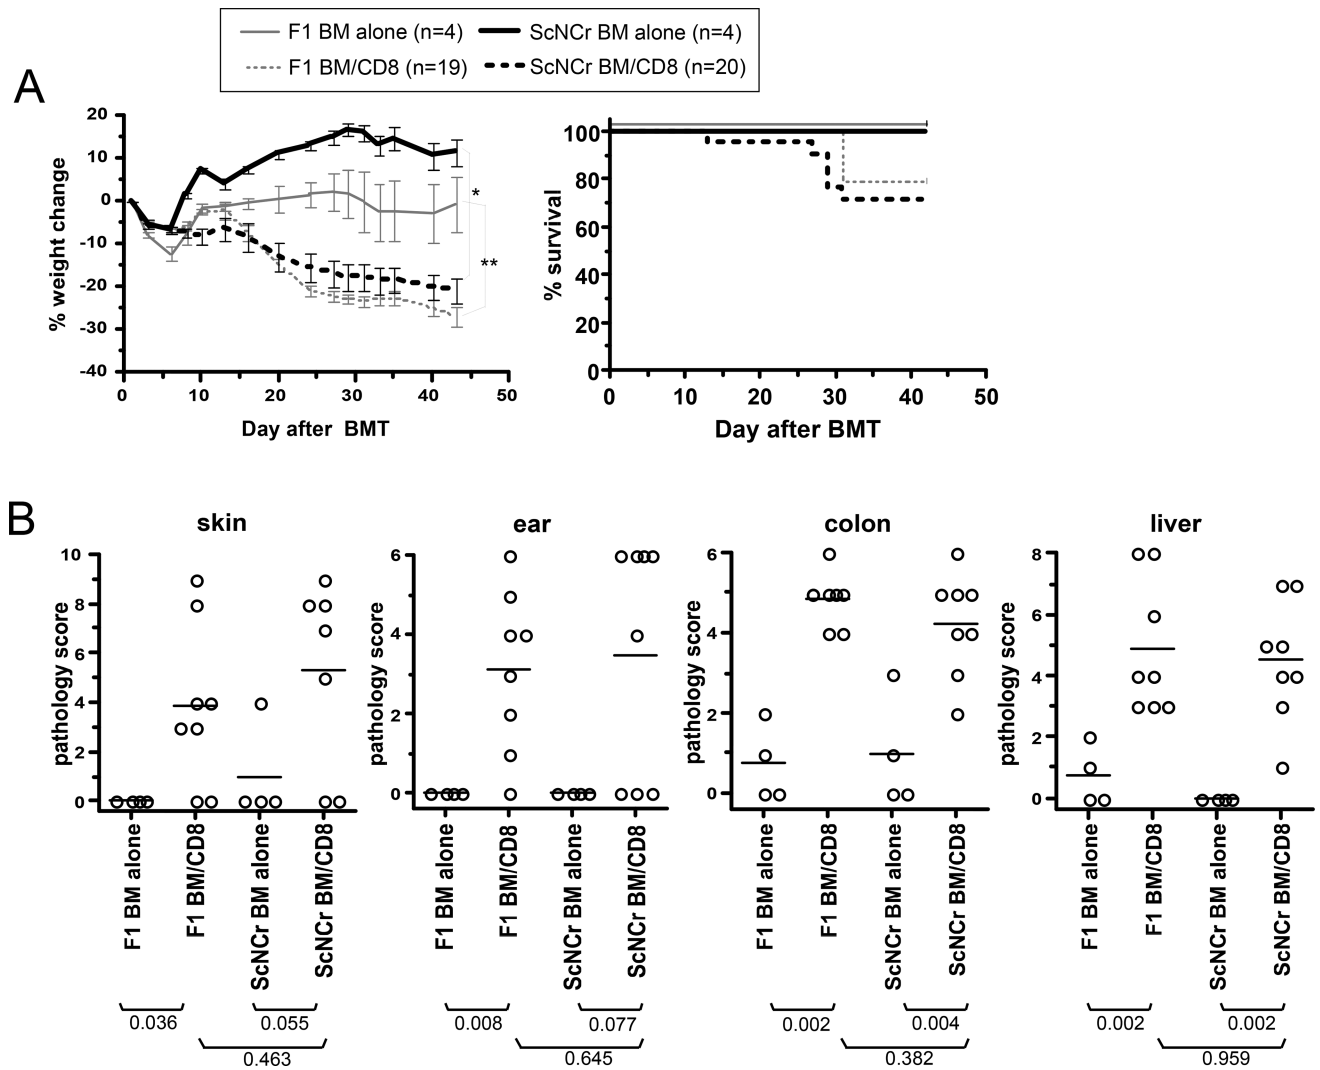 F1 BM alone (n=4) ScNCr BM alone (n=4)
F1 BM/CD8 (n=19) ScNCr BM/CD8 (n=20)
A
% weight change
20
10
0
-10
-20
-30
-40
0 10 20 30 40 50
Day after BMT
*
**
% survival
100
80
60
40
20
0
0 10 20 30 40 50
Day after BMT
B
skin
pathology score
10
8
6
4
2
0
F1 BM alone
F1 BM/CD8
ScNCr BM alone
ScNCr BM/CD8
0.036 0.055
0.463
ear
pathology score
6
4
2
0
F1 BM alone
F1 BM/CD8
ScNCr BM alone
ScNCr BM/CD8
0.008 0.077
0.645
colon
pathology score
6
4
2
0
F1 BM alone
F1 BM/CD8
ScNCr BM alone
ScNCr BM/CD8
0.002 0.004
0.382
liver
pathology score
8
6
4
2
0
F1 BM alone
F1 BM/CD8
ScNCr BM alone
ScNCr BM/CD8
0.002 0.002
0.959